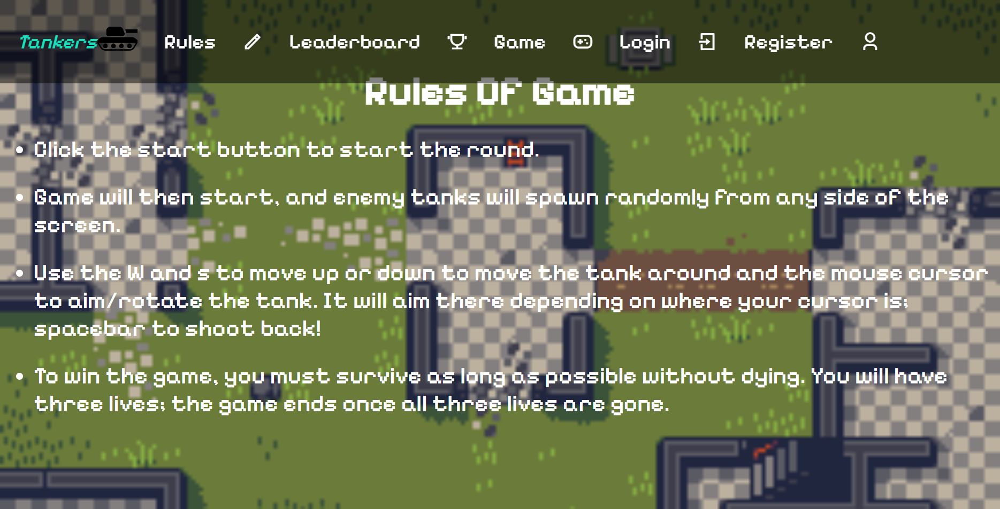 Tankers Rules Leaderboard Game Login Register
Rules Of Game
• Click the start button to start the round.
• Game will then start, and enemy tanks will spawn randomly from any side of the
screen.
• Use the W and s to move up or down to move the tank around and the mouse cursor
to aim/rotate the tank. It will aim there depending on where your cursor is;
spacebar to shoot back!
• To win the game, you must survive as long as possible without dying. You will have
three lives; the game ends once all three lives are gone.